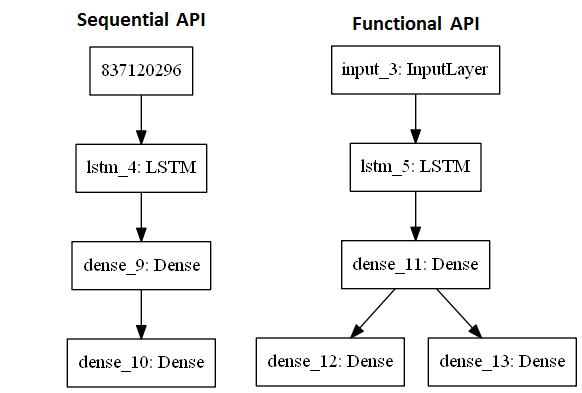 Sequential API
837120296
lstm_4: LSTM
dense_9: Dense
dense_10: Dense
Functional API
input_3: InputLayer
lstm_5: LSTM
dense_11: Dense
dense_12: Dense
dense_13: Dense